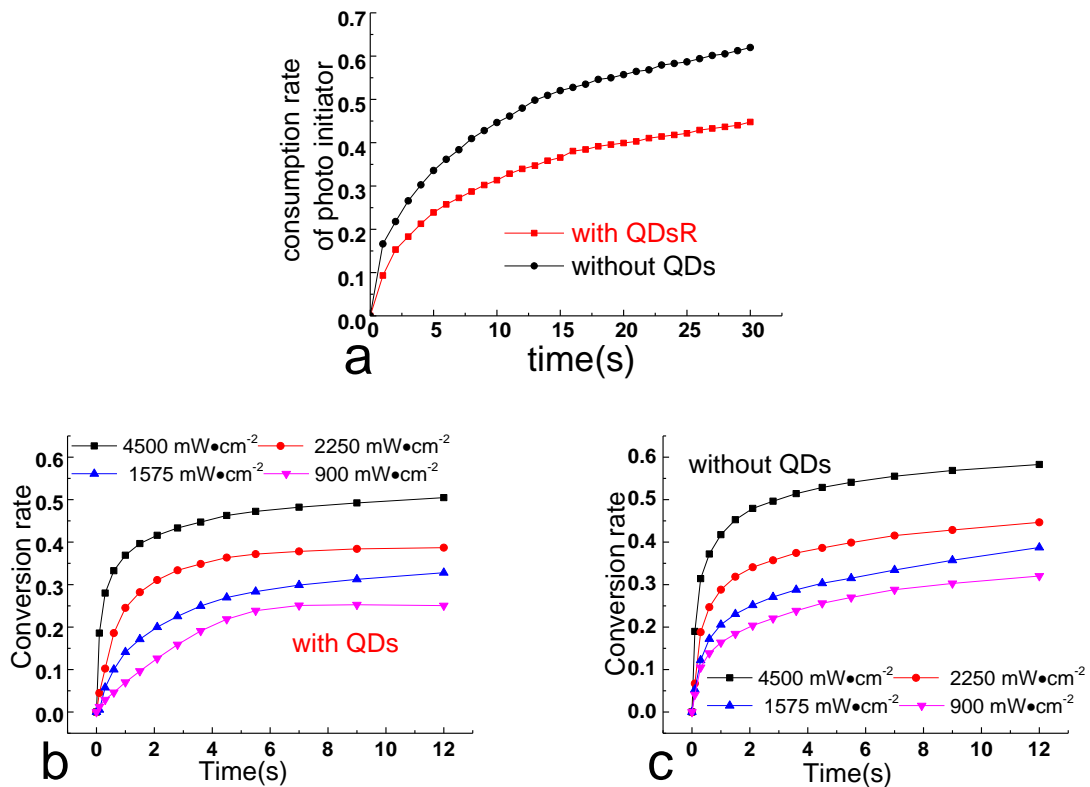 consumption rate
of photo initiator
0.7
0.6
0.5
0.4
0.3
0.2
0.1
0.0
with QDsR
without QDs
0 5 10 15 20 25 30
a
time(s)
4500 mW●cm-2 2250 mW●cm-2
1575 mW●cm-2 900 mW●cm-2
Conversion rate
0.6
0.5
0.4
0.3
0.2
0.1
0.0
with QDs
0 2 4 6 8 10 12
b
Time(s)
without QDs
Conversion rate
0.6
0.5
0.4
0.3
0.2
0.1
0.0
4500 mW●cm-2 2250 mW●cm-2
1575 mW●cm-2 900 mW●cm-2
0 2 4 6 8 10 12
c
Time(s)